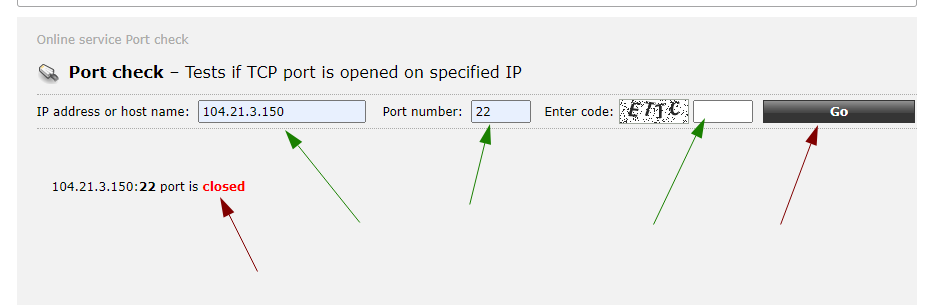 Online service Port check
Port check – Tests if TCP port is opened on specified IP
IP address or host name: 104.21.3.150 Port number: 22 Enter code: ETTC Go
104.21.3.150:22 port is closed